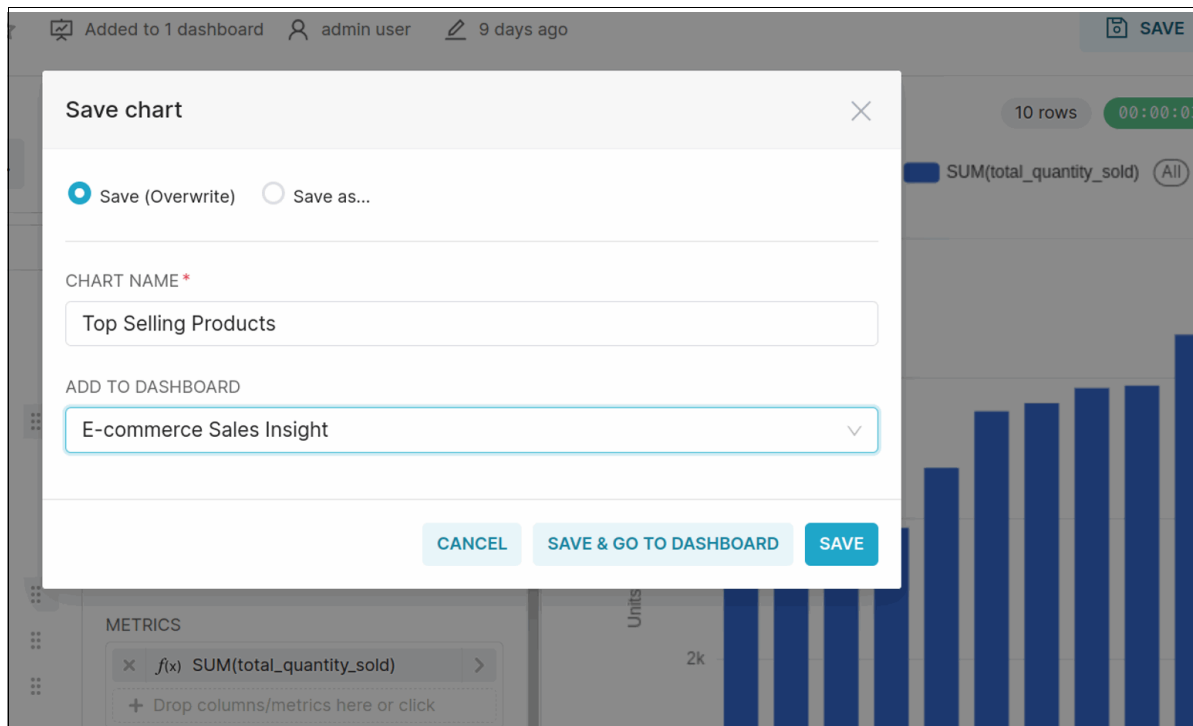 Added to 1 dashboard admin user 9 days ago SAVE
Save chart
10 rows
SUM(total_quantity_sold) All
Save (Overwrite) Save as...
CHART NAME*
Top Selling Products
ADD TO DASHBOARD
E-commerce Sales Insight
CANCEL SAVE & GO TO DASHBOARD SAVE
Units
METRICS
2k
f(x) SUM(total_quantity_sold)
Drop columns/metrics here or click